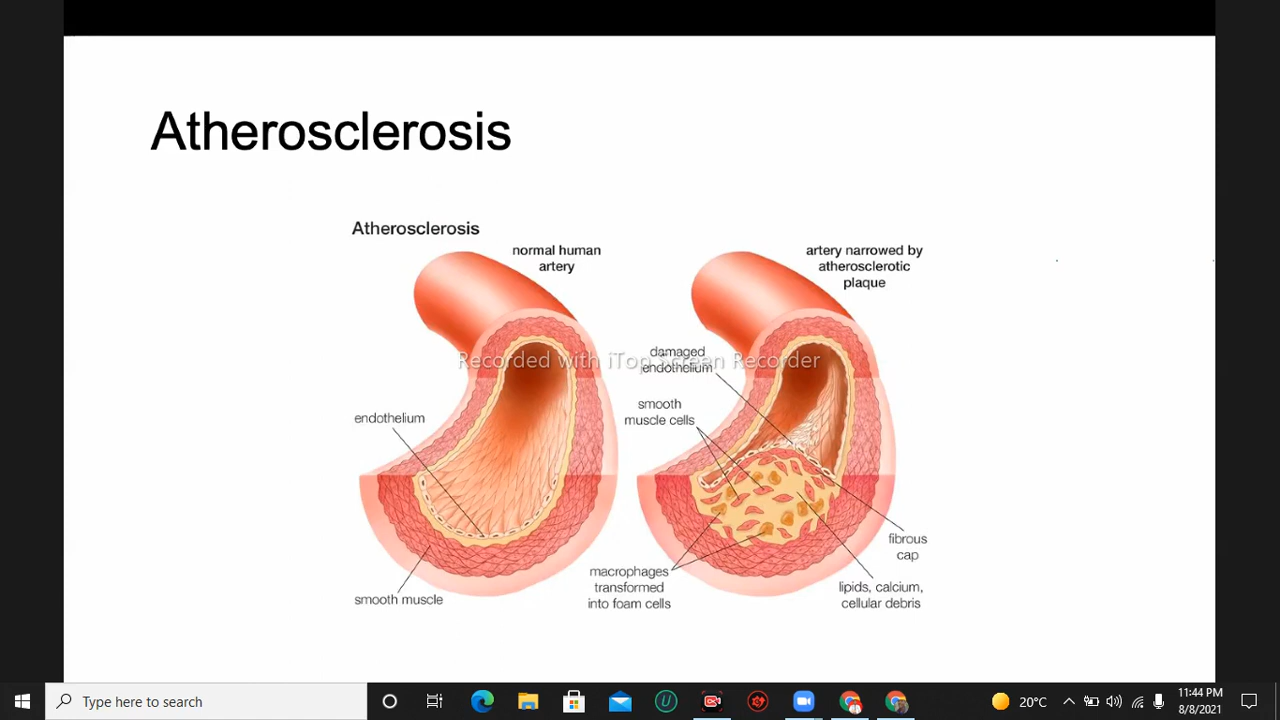 Atherosclerosis
Atherosclerosis
normal human
artery
artery narrowed by
atherosclerotic
plaque
Recorded with iTop Screen Recorder
damaged
endothelium
smooth
muscle cells
endothelium
fibrous
cap
macrophages
transformed
into foam cells
lipids, calcium,
cellular debris
smooth muscle
Type here to search
20°C
11:44 PM
8/8/2021